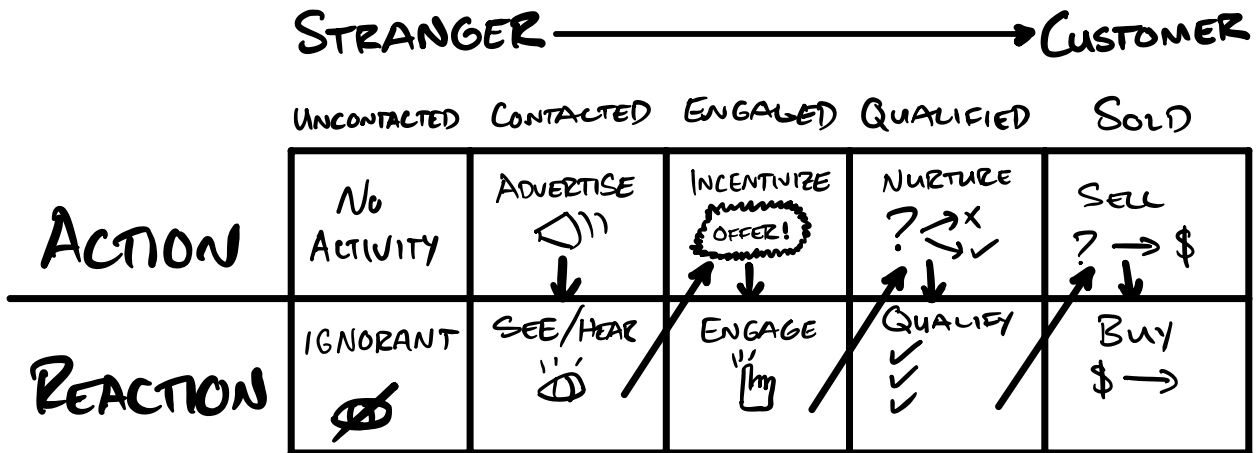 STRANGER CUSTOMER
UNCONTACTED CONTACTED ENGAGED QUALIFIED SOLD
ACTION
NO
ACTIVITY
ADVERTISE
INCENTIVIZE
OFFER!
NURTURE
?
SELL
? $
REACTION
IGNORANT
SEE/HEAR
ENGAGE
QUALIFY
BUY
$